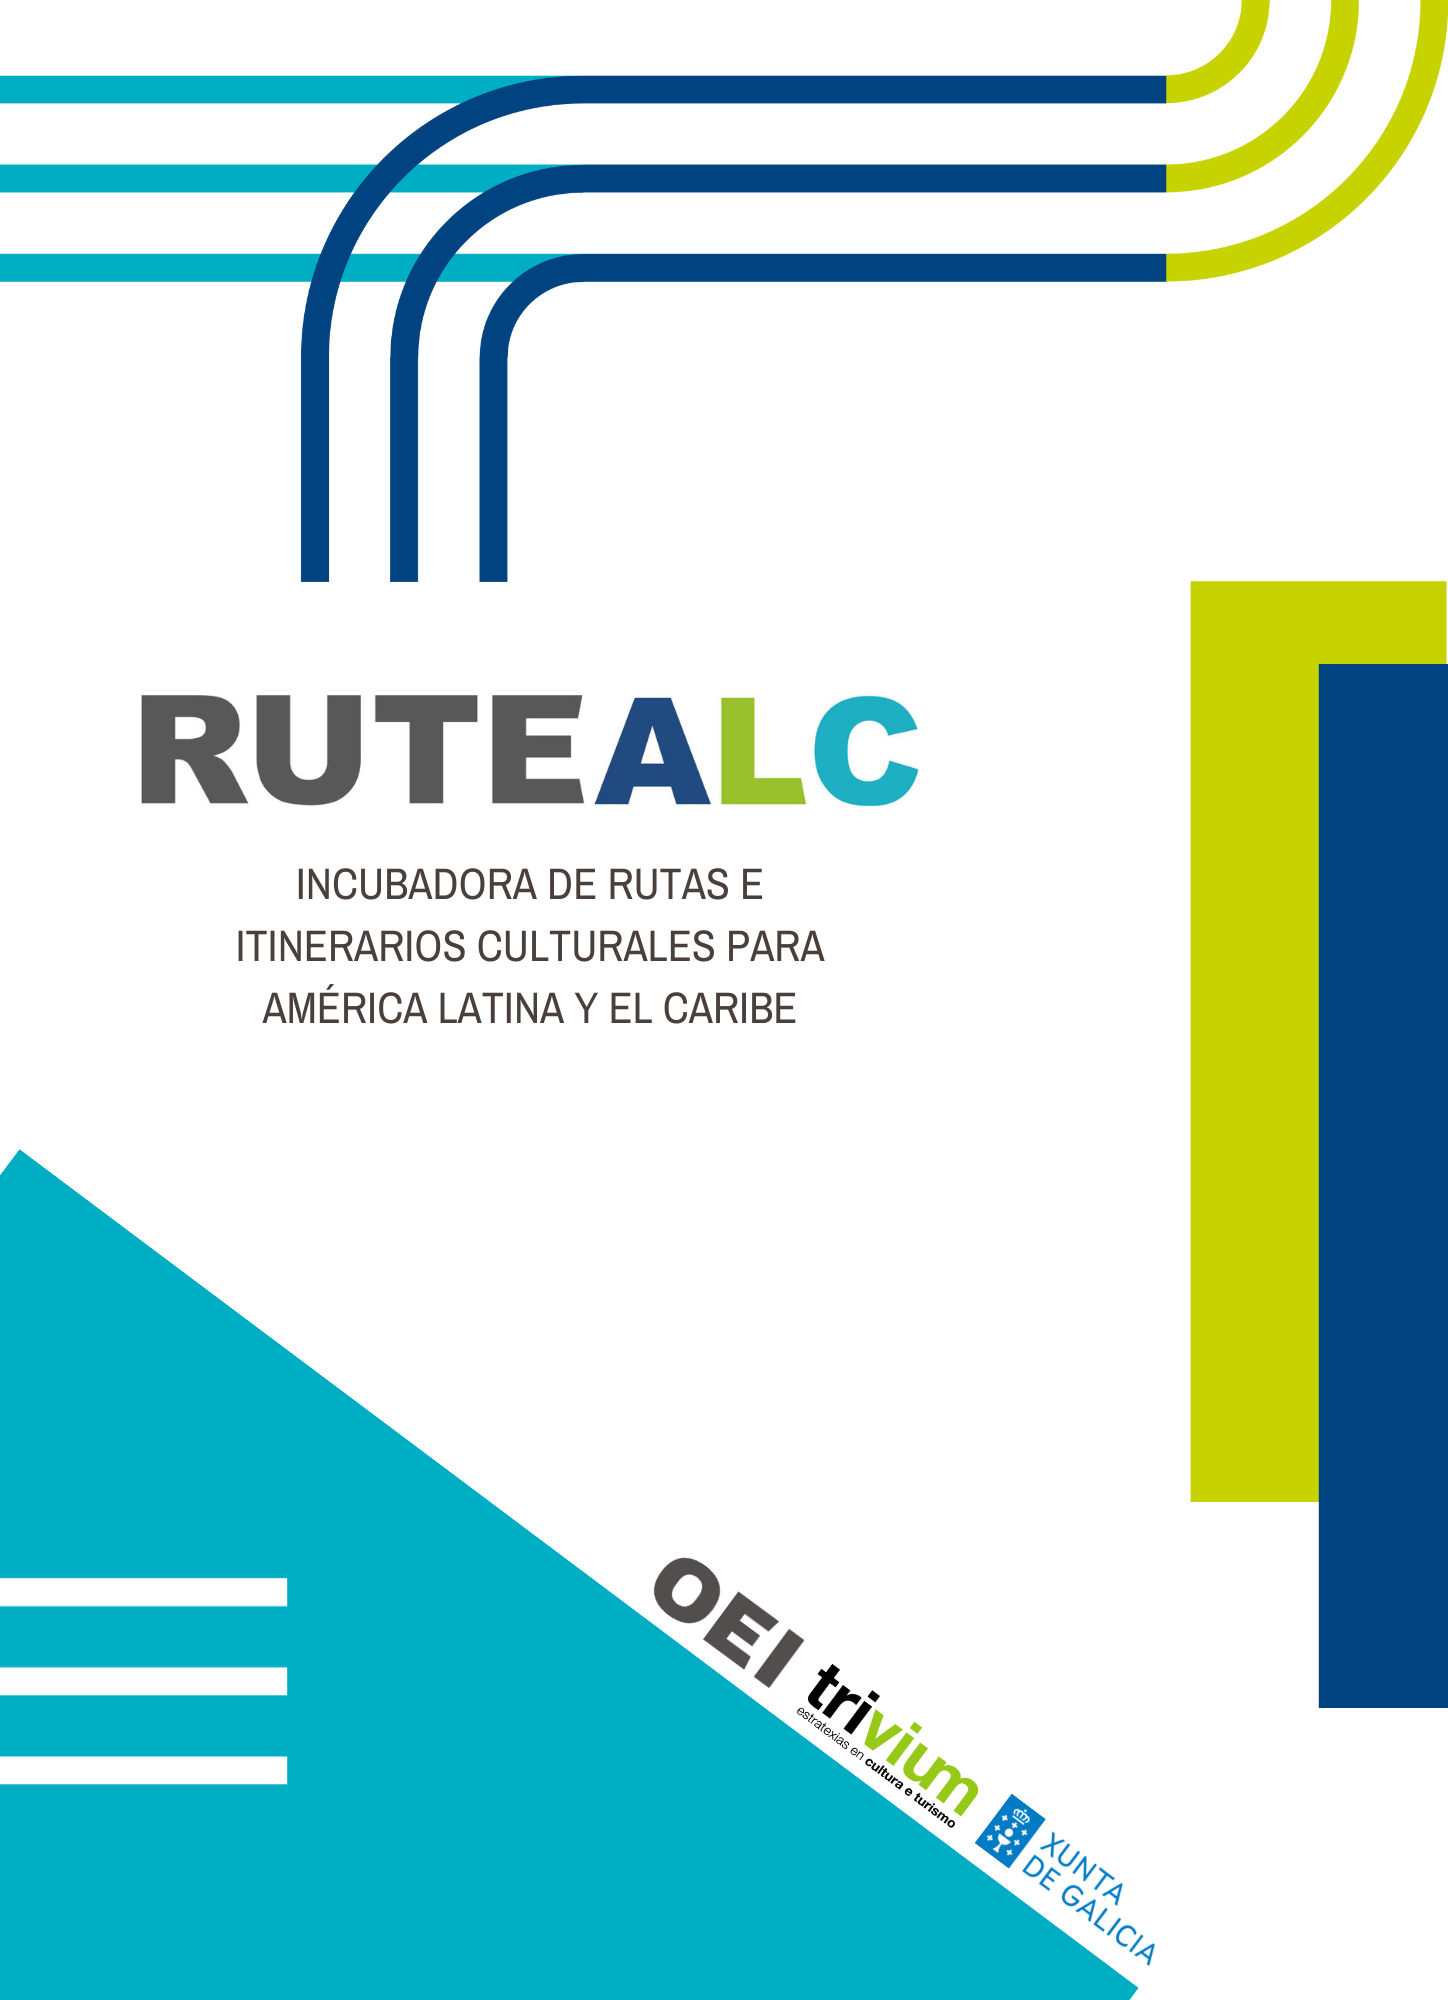 RUTEALC
INCUBADORA DE RUTAS E
ITINERARIOS CULTURALES PARA
AMÉRICA LATINA Y EL CARIBE
OEI
trivium
estratexias en cultura e turismo
XUNTA
DE GALICIA